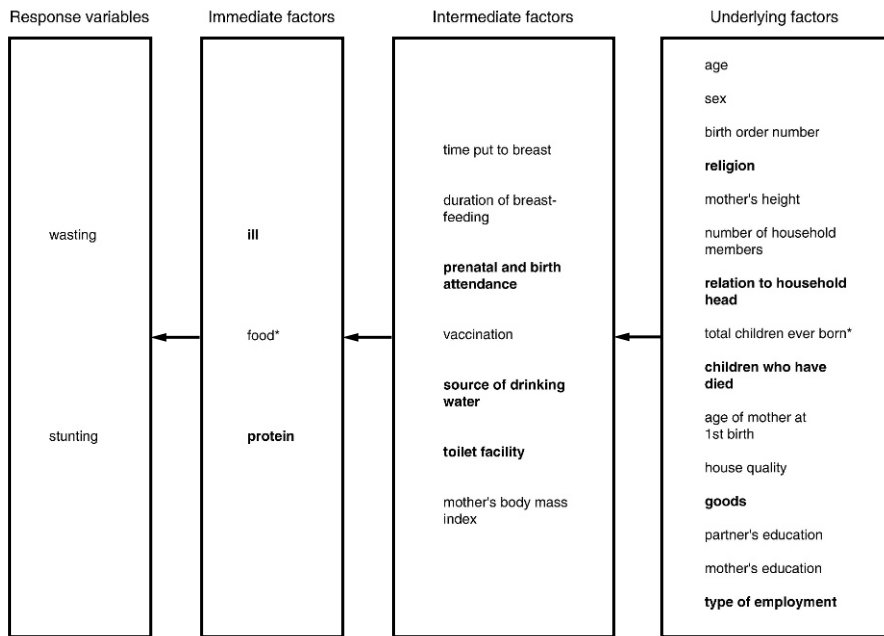 Response variables
Immediate factors
Intermediate factors
Underlying factors
wasting
stunting
ill
food*
protein
time put to breast
duration of breast-
feeding
prenatal and birth
attendance
vaccination
source of drinking
water
toilet facility
mother's body mass
index
age
sex
birth order number
religion
mother's height
number of household
members
relation to household
head
total children ever born*
children who have
died
age of mother at
1st birth
house quality
goods
partner's education
mother's education
type of employment